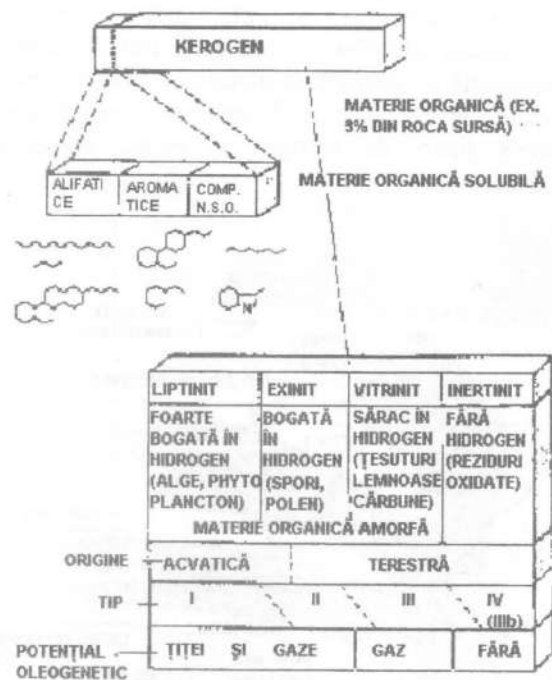 KEROGEN
MATERIE ORGANICĂ (EX.
3% DIN ROCA SURSĂ)
MATERIE ORGANICĂ SOLUBILĂ
ALIFATI
CE
AROMA
TICE
COMP.
N.S.O.
N
LIPTINIT
EXINIT
VITRINIT
INERTINIT
FOARTE
BOGATĂ ÎN
HIDROGEN
(ALGE, PHYTO
PLANCTON)
BOGATĂ
ÎN
HIDROGEN
(SPORI,
POLEN)
SĂRAC ÎN
HIDROGEN
(ŢESUTURI
LEMNOASE
CĂRBUNE)
FĂRĂ
HIDROGEN
(REZIDURI
OXIDATE)
MATERIE ORGANICĂ AMORFĂ
ORIGINE
ACVATICĂ
TERESTRĂ
TIP
I
II
III
IV
(IIIb)
POTENŢIAL
OLEOGENETIC
ŢIŢEI ŞI GAZE
GAZ
FĂRĂ